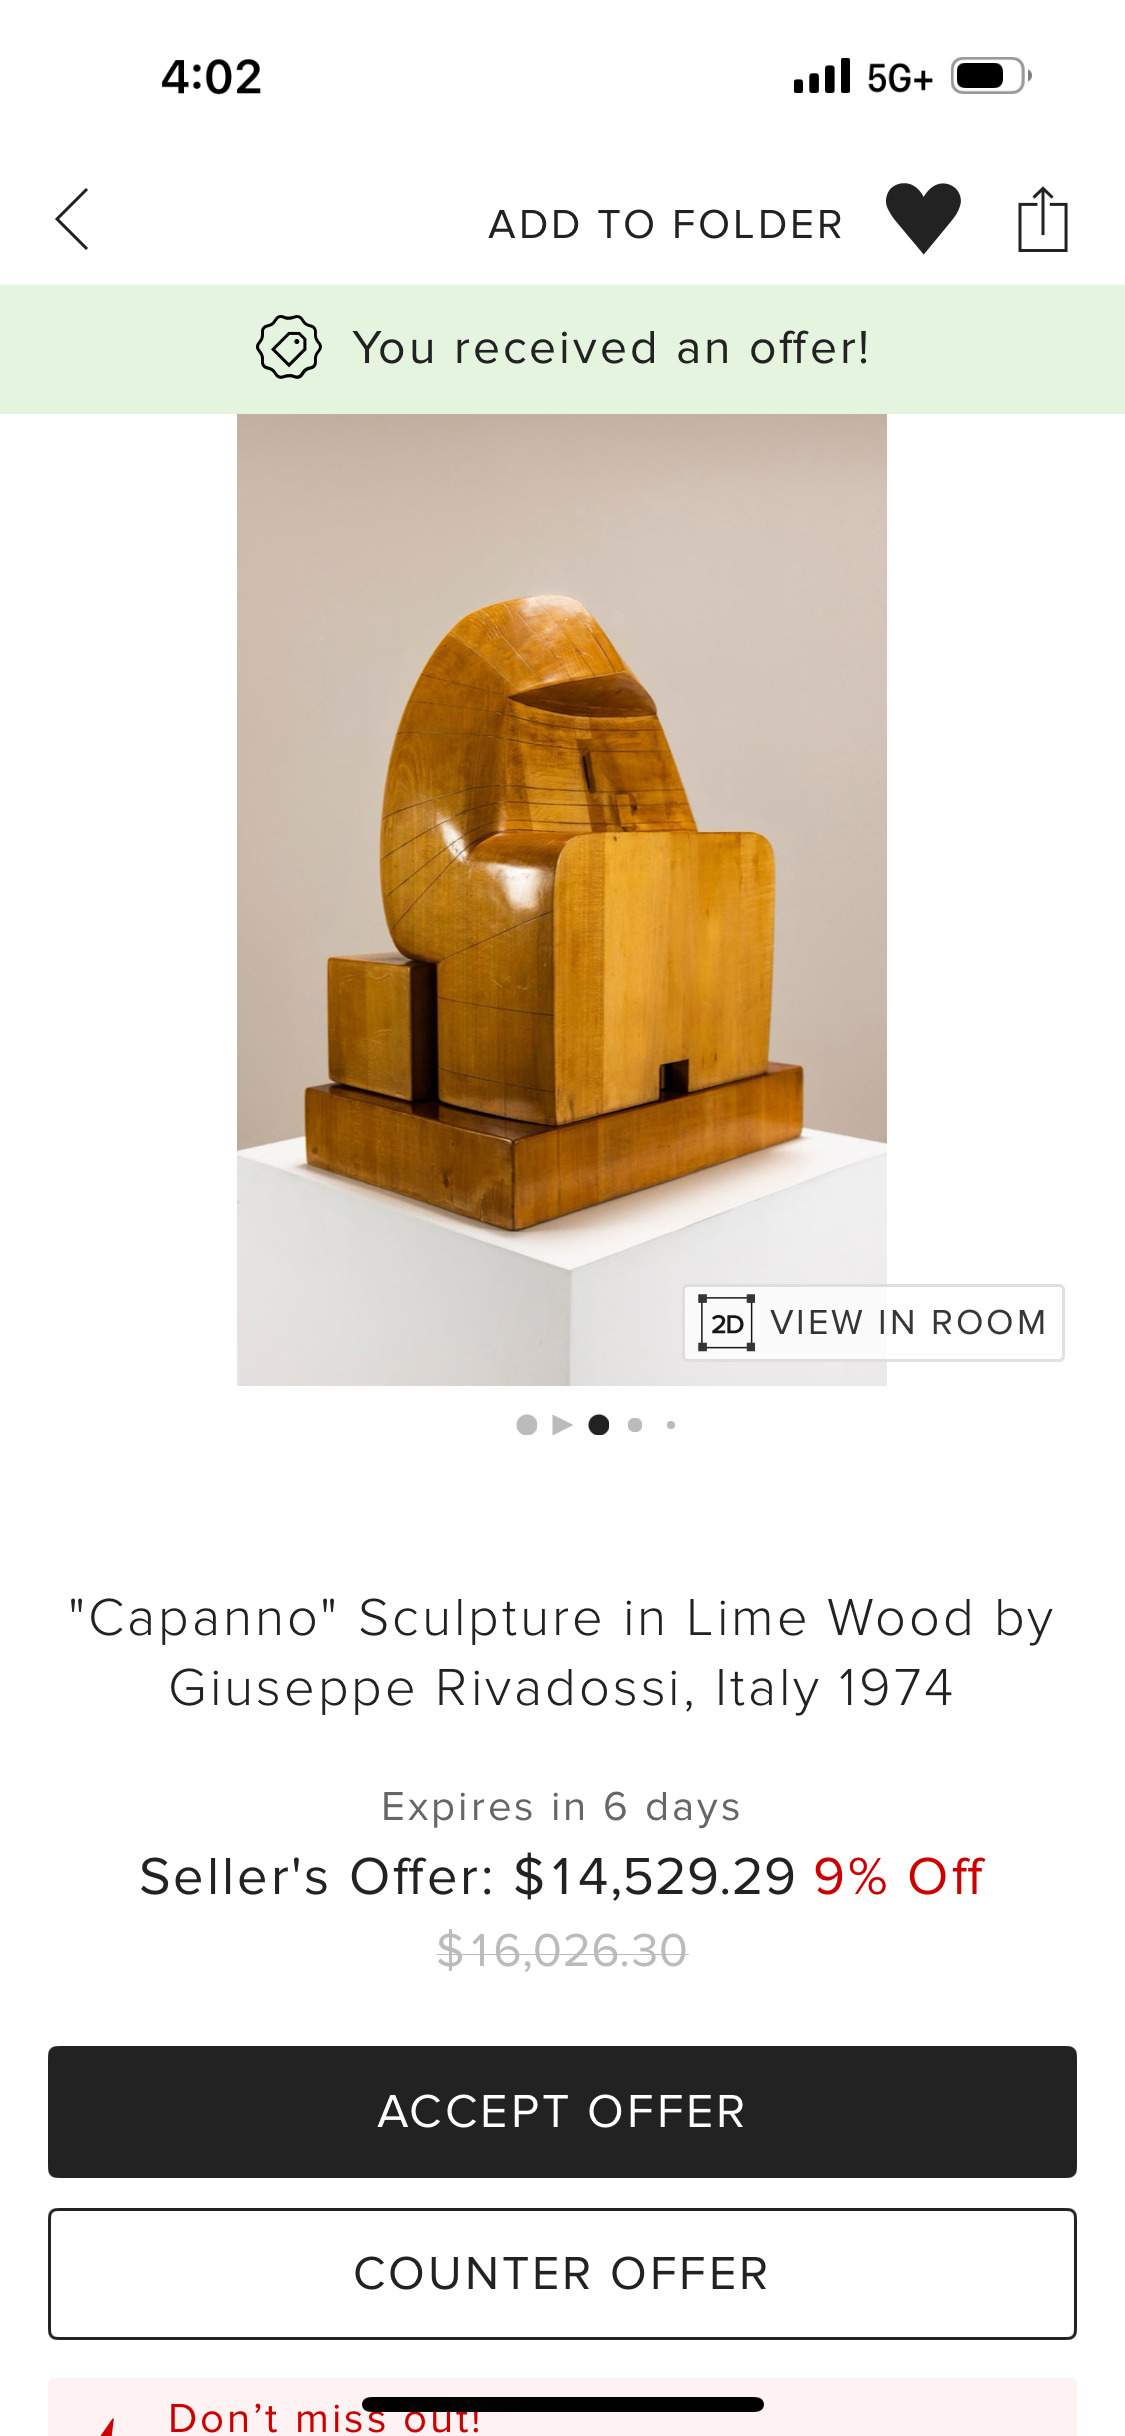 4:02
5G+
ADD TO FOLDER
You received an offer!
2D VIEW IN ROOM
"Capanno" Sculpture in Lime Wood by
Giuseppe Rivadossi, Italy 1974
Expires in 6 days
Seller's Offer: $14,529.29 9% Off
$16,026.30
ACCEPT OFFER
COUNTER OFFER
Don’t miss out!